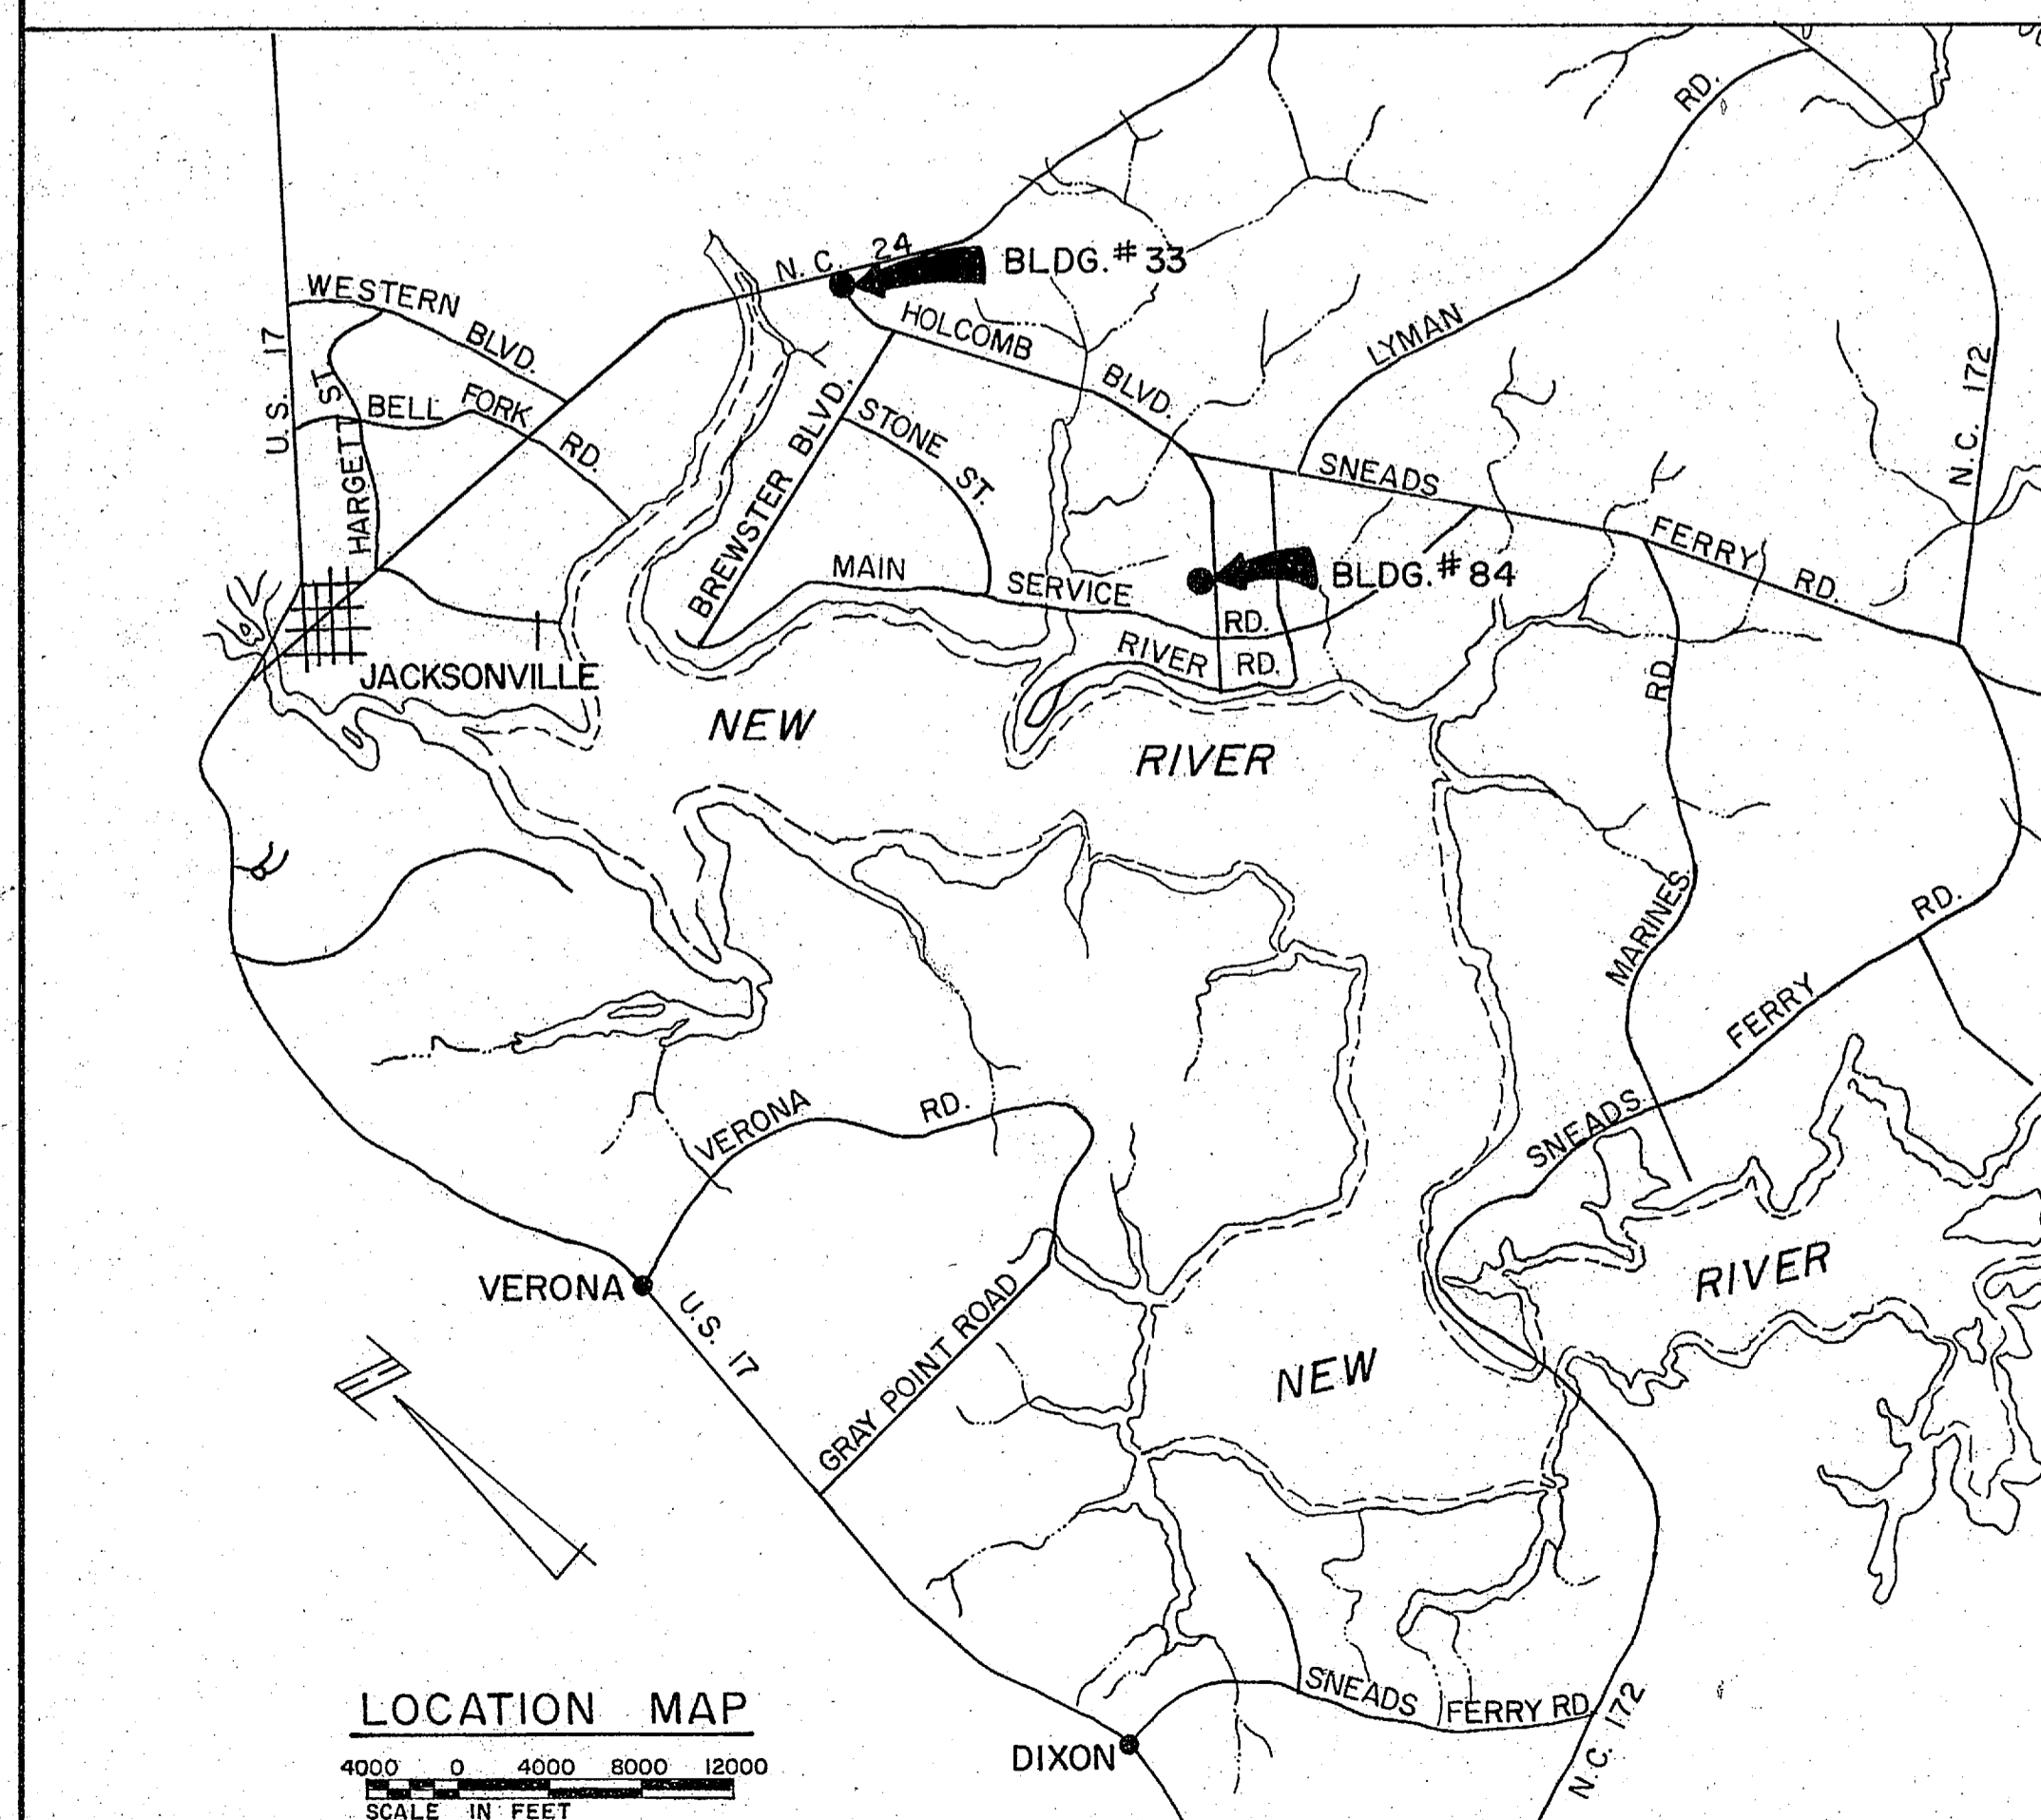 RD.
N. C. 24
BLDG. # 33
WESTERN BLVD.
HOLCOMB BLVD.
LYMAN
U.S. 17
HARGETT ST.
BELL FORK RD.
BREWSTER BLVD.
STONE ST.
N.C. 172
SNEADS FERRY RD.
MAIN SERVICE RD.
BLDG. # 84
RIVER RD.
JACKSONVILLE
NEW RIVER
RD.
MARINES
SNEADS FERRY RD.
VERONA RD.
VERONA
U.S. 17
GRAY POINT ROAD
NEW RIVER
SNEADS FERRY RD.
N.C. 172
DIXON
LOCATION MAP
4000 0 4000 8000 12000
SCALE IN FEET